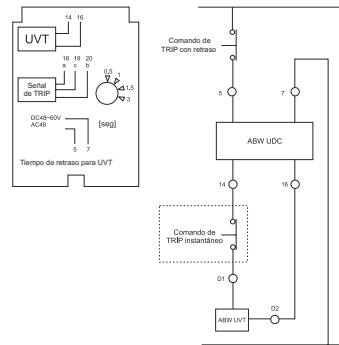 14 16
UVT
18 19 20
a c b
Señal
de TRIP
0,5
1
1,5
3
[seg]
DC48~60V
AC48
5 7
Tiempo de retraso para UVT
Comando de
TRIP con retraso
5
7
ABW UDC
14
16
Comando de
TRIP instantáneo
D1
D2
ABW UVT